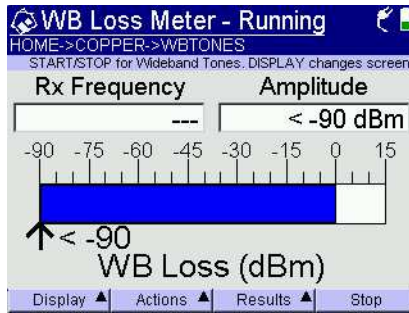 WB Loss Meter - Running
HOME->COPPER->WBTONES
START/STOP for Wideband Tones. DISPLAY changes screen
Rx Frequency Amplitude
--- < -90 dBm
-90 -75 -60 -45 -30 -15 0 15
< -90
WB Loss (dBm)
Display Actions Results Stop